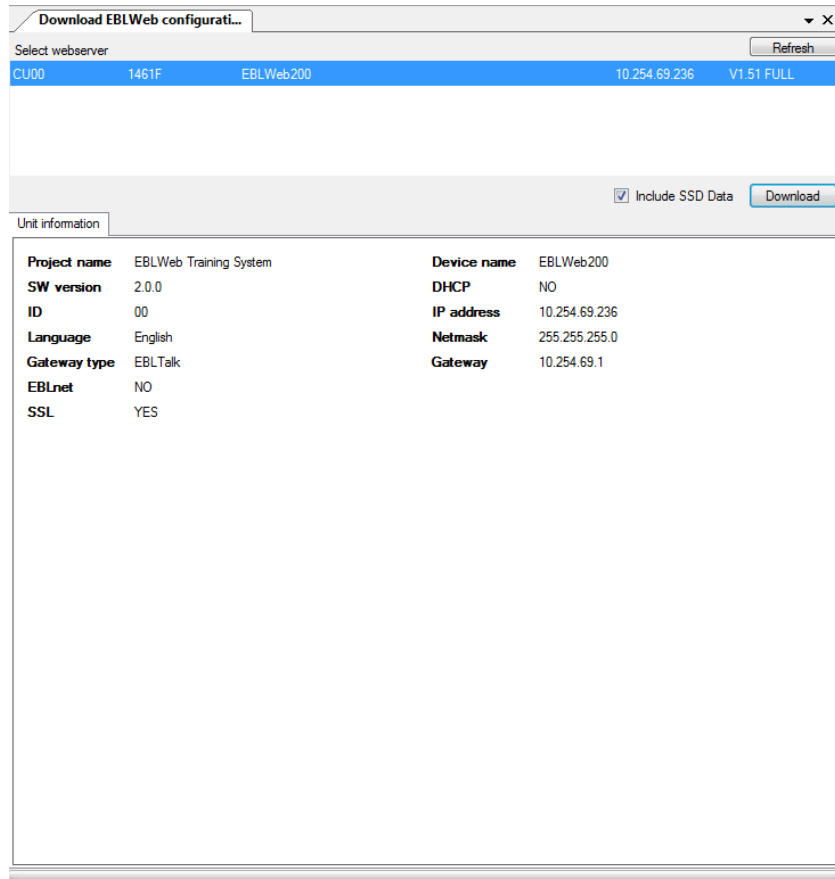 Download EBLWeb configurati...
Select webserver Refresh
CU00 1461F EBLWeb200 10.254.69.236 V1.51 FULL
Include SSD Data Download
Unit information
Project name EBLWeb Training System Device name EBLWeb200
SW version 2.0.0 DHCP NO
ID 00 IP address 10.254.69.236
Language English Netmask 255.255.255.0
Gateway type EBLTalk Gateway 10.254.69.1
EBLnet NO
SSL YES